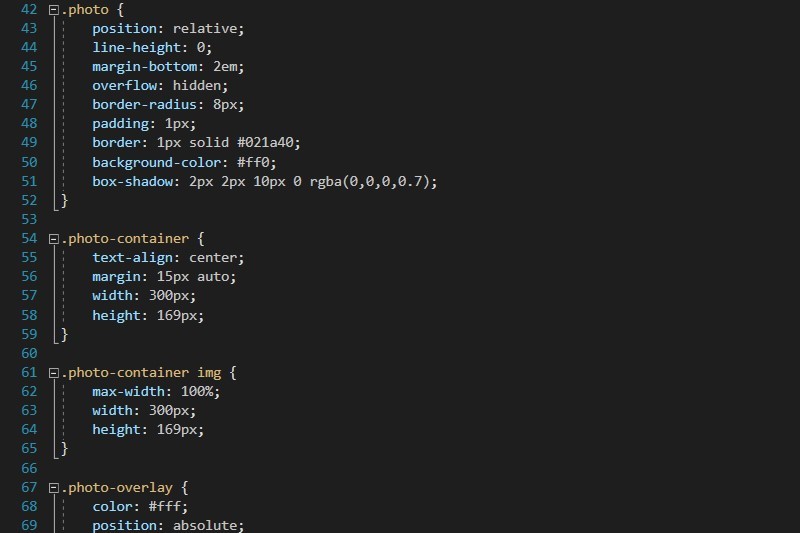 42 .photo {
43 position: relative;
44 line-height: 0;
45 margin-bottom: 2em;
46 overflow: hidden;
47 border-radius: 8px;
48 padding: 1px;
49 border: 1px solid #021a40;
50 background-color: #ff0;
51 box-shadow: 2px 2px 10px 0 rgba(0,0,0,0.7);
52 }
53
54 .photo-container {
55 text-align: center;
56 margin: 15px auto;
57 width: 300px;
58 height: 169px;
59 }
60
61 .photo-container img {
62 max-width: 100%;
63 width: 300px;
64 height: 169px;
65 }
66
67 .photo-overlay {
68 color: #fff;
69 position: absolute;